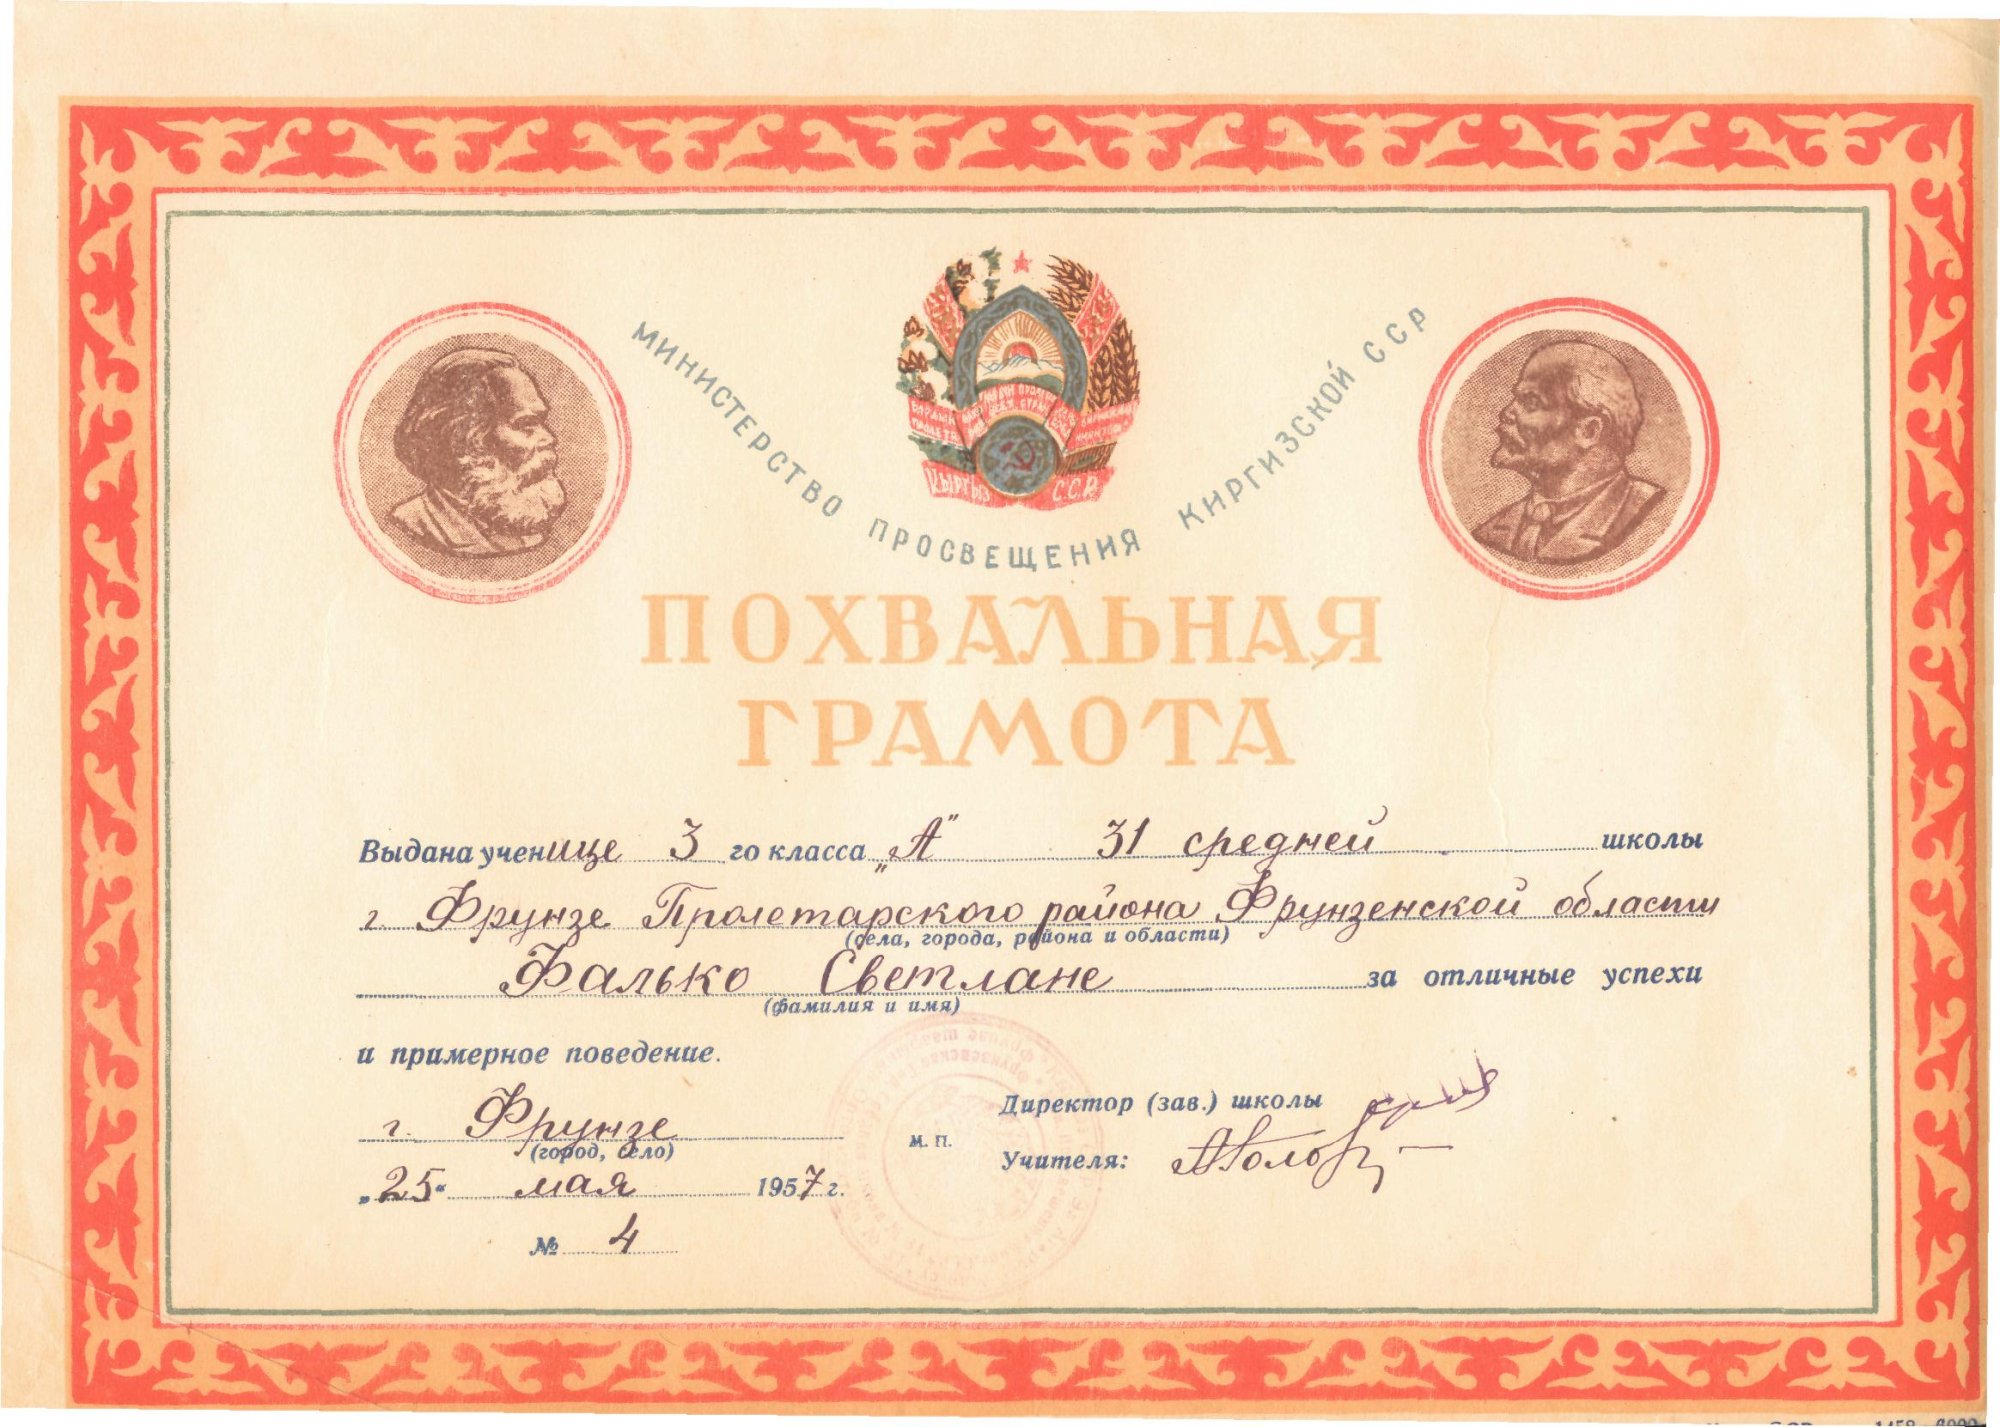 МИНИСТЕРСТВО ПРОСВЕЩЕНИЯ КИРГИЗСКОЙ ССР
КЫРГЫЗ С.С.Р.
ПОХВАЛЬНАЯ
ГРАМОТА
Выдана ученице 3 го класса „А" 31 средней школы
г. Фрунзе Пролетарского района Фрунзенской области
(села, города, района и области)
Фалько Светлане за отличные успехи
(фамилия и имя)
и примерное поведение.
Директор (зав.) школы
г. Фрунзе
(город, село)
м. п.
Учителя:
„25" мая 1957 г.
№ 4